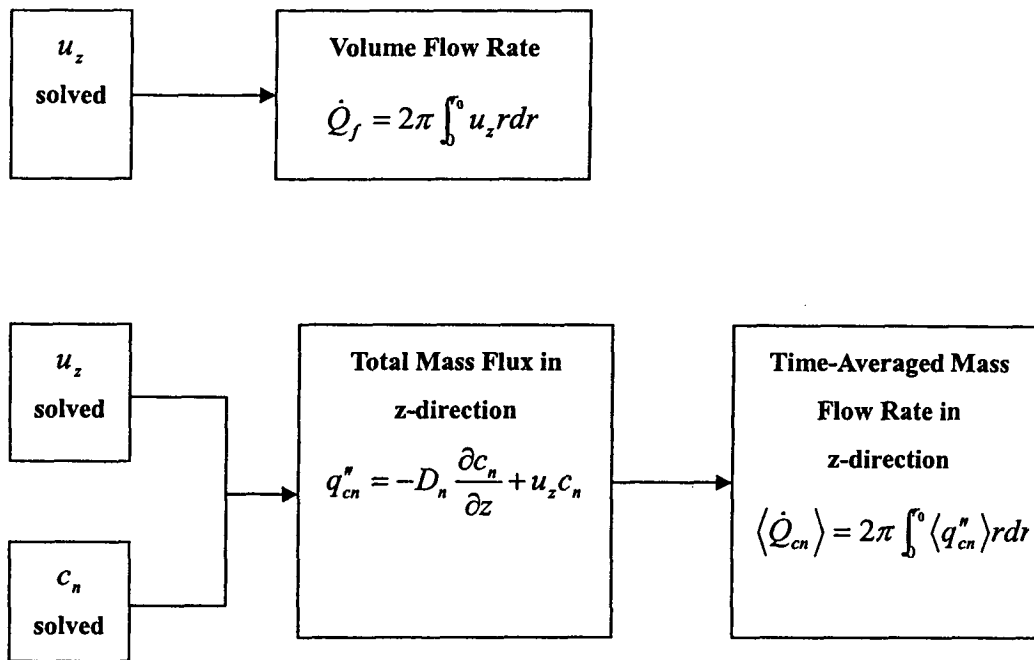 u_z
solved
Volume Flow Rate
\dot{Q}_f = 2\pi \int_0^{r_0} u_z r dr
u_z
solved
c_n
solved
Total Mass Flux in
z-direction
q''_{cn} = -D_n \frac{\partial c_n}{\partial z} + u_z c_n
Time-Averaged Mass
Flow Rate in
z-direction
\langle \dot{Q}_{cn} \rangle = 2\pi \int_0^{r_0} \langle q''_{cn} \rangle r dr